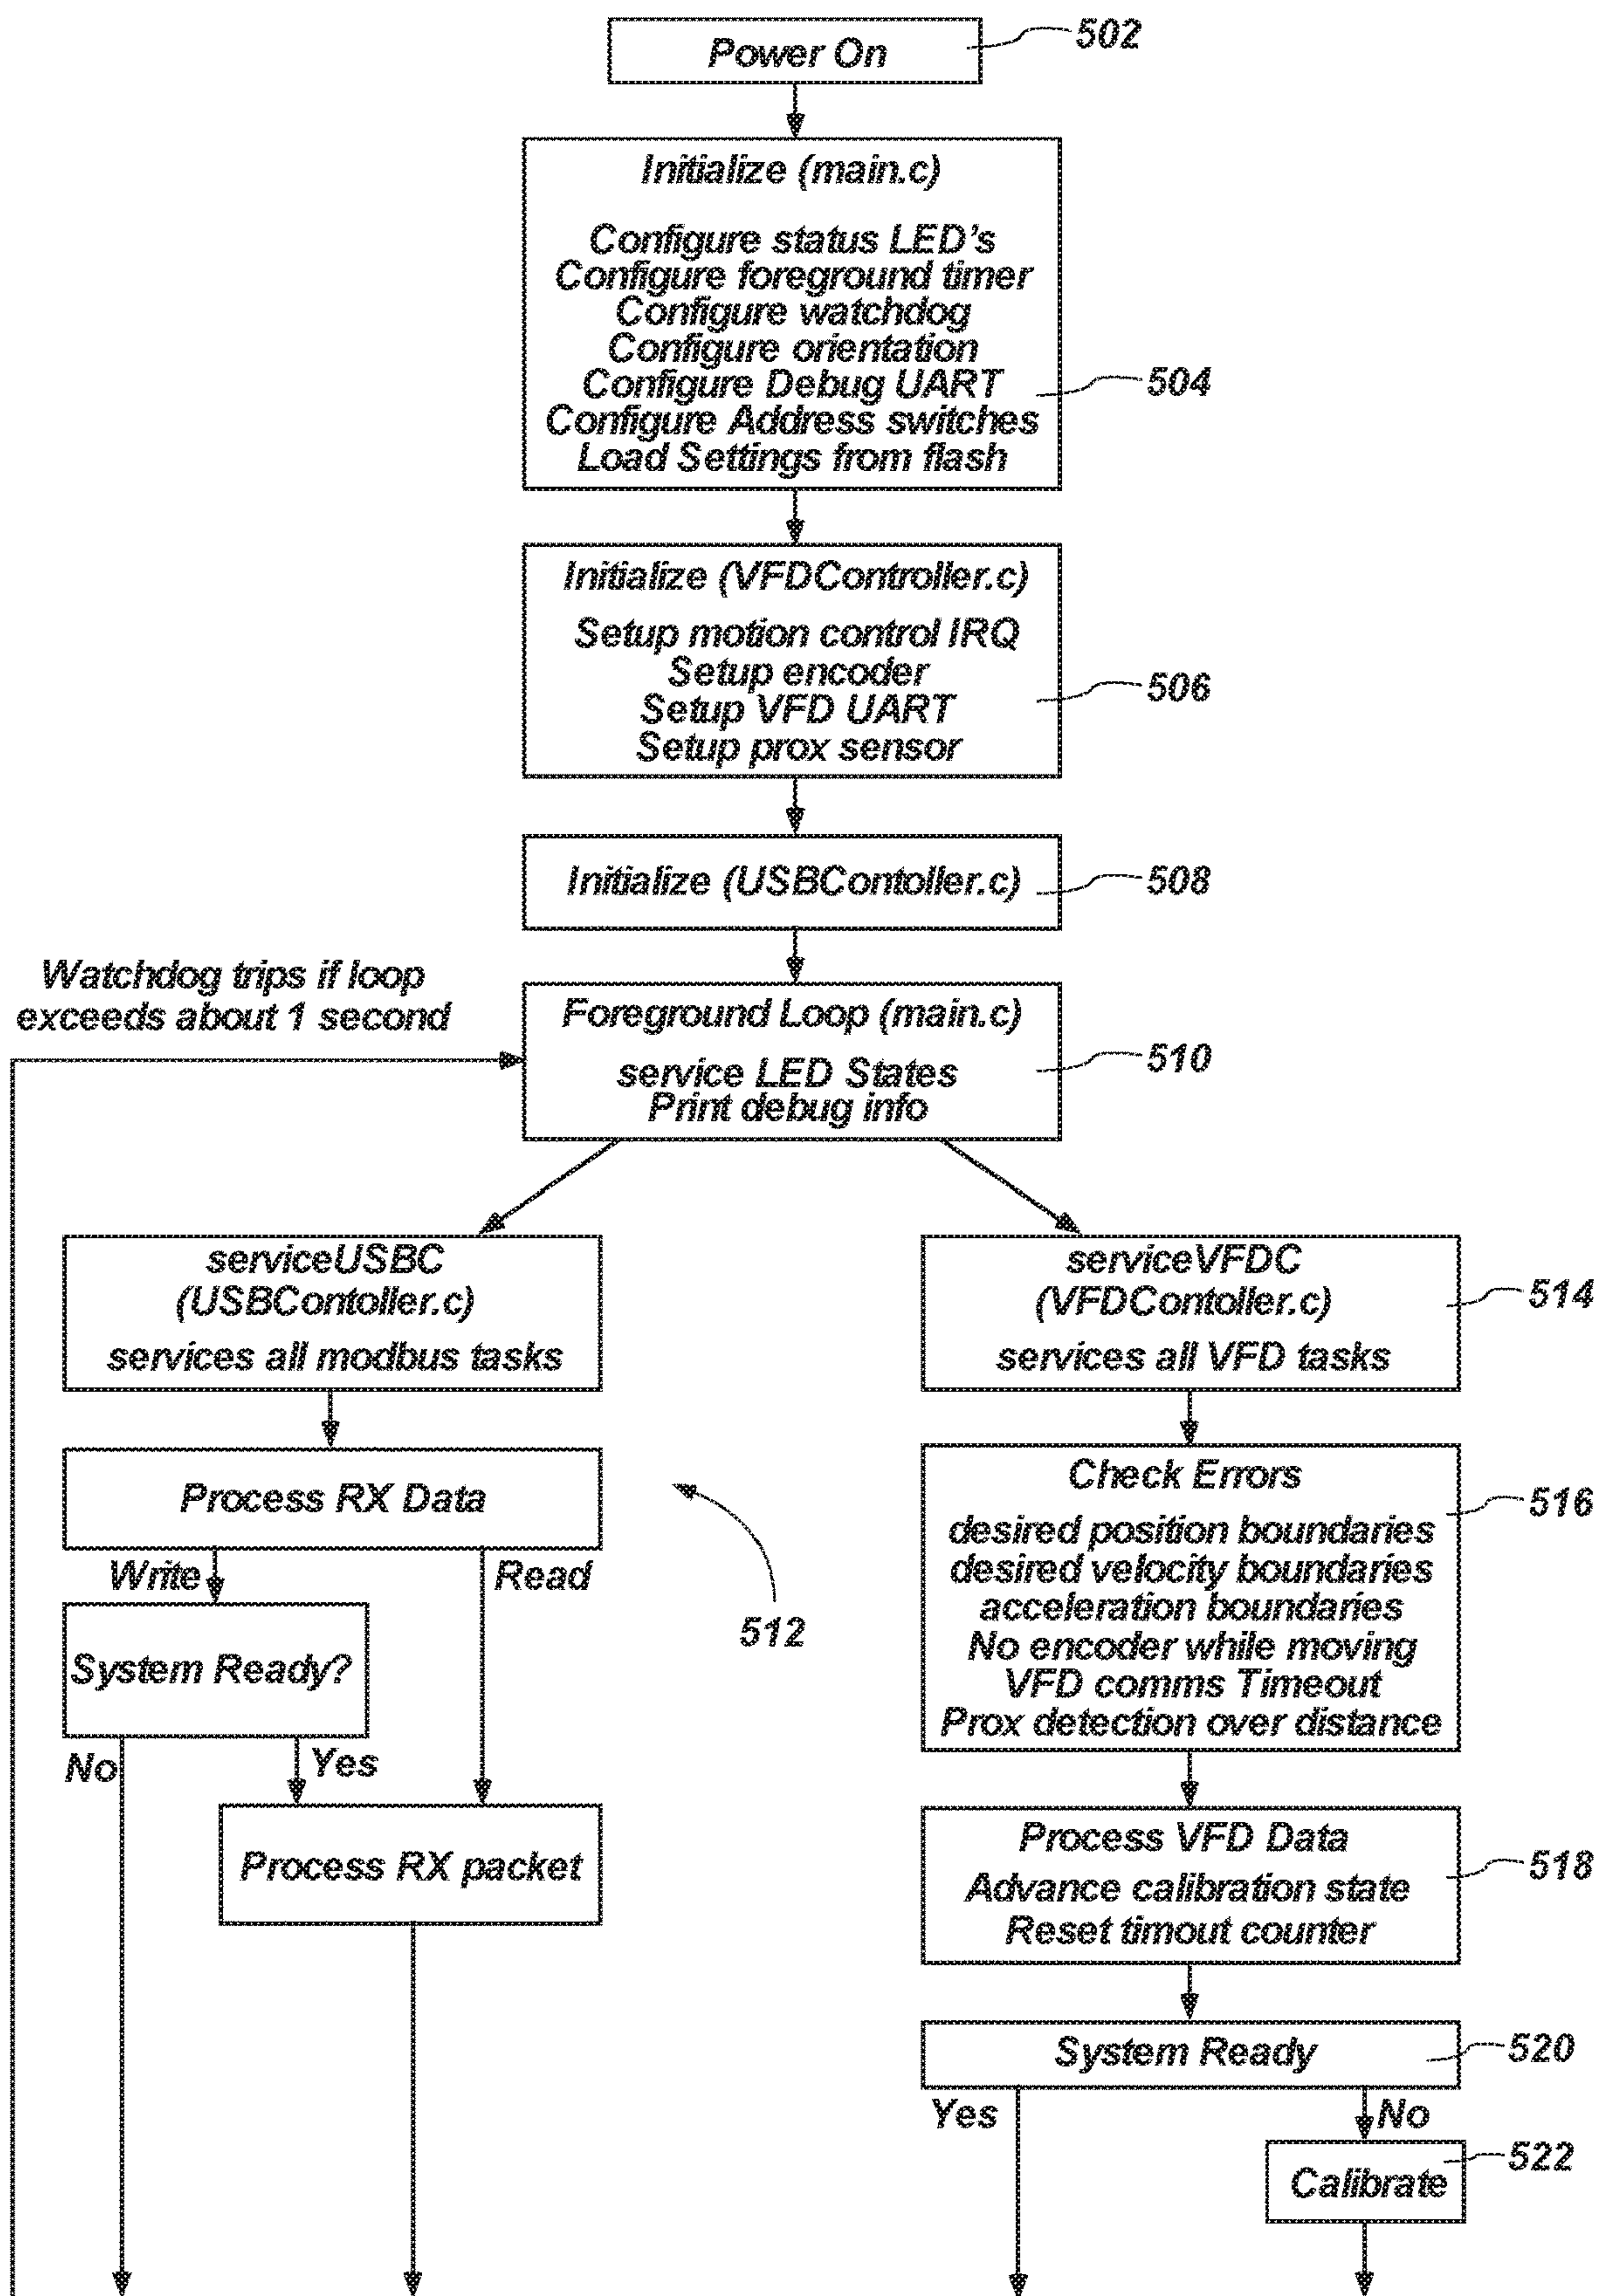 Power On
502
Initialize (main.c)
Configure status LED's
Configure foreground timer
Configure watchdog
Configure orientation
Configure Debug UART
504
Configure Address switches
Load Settings from flash
Initialize (VFDController.c)
Setup motion control IRQ
Setup encoder
506
Setup VFD UART
Setup prox sensor
Initialize (USBContoller.c)
508
Watchdog trips if loop
exceeds about 1 second
Foreground Loop (main.c)
510
service LED States
Print debug info
serviceUSBC
(USBContoller.c)
services all modbus tasks
serviceVFDC
(VFDContoller.c)
514
services all VFD tasks
Process RX Data
Write
Read
512
System Ready?
No
Yes
Process RX packet
Check Errors
516
desired position boundaries
desired velocity boundaries
acceleration boundaries
No encoder while moving
VFD comms Timeout
Prox detection over distance
Process VFD Data
518
Advance calibration state
Reset timout counter
System Ready
520
Yes
No
522
Calibrate